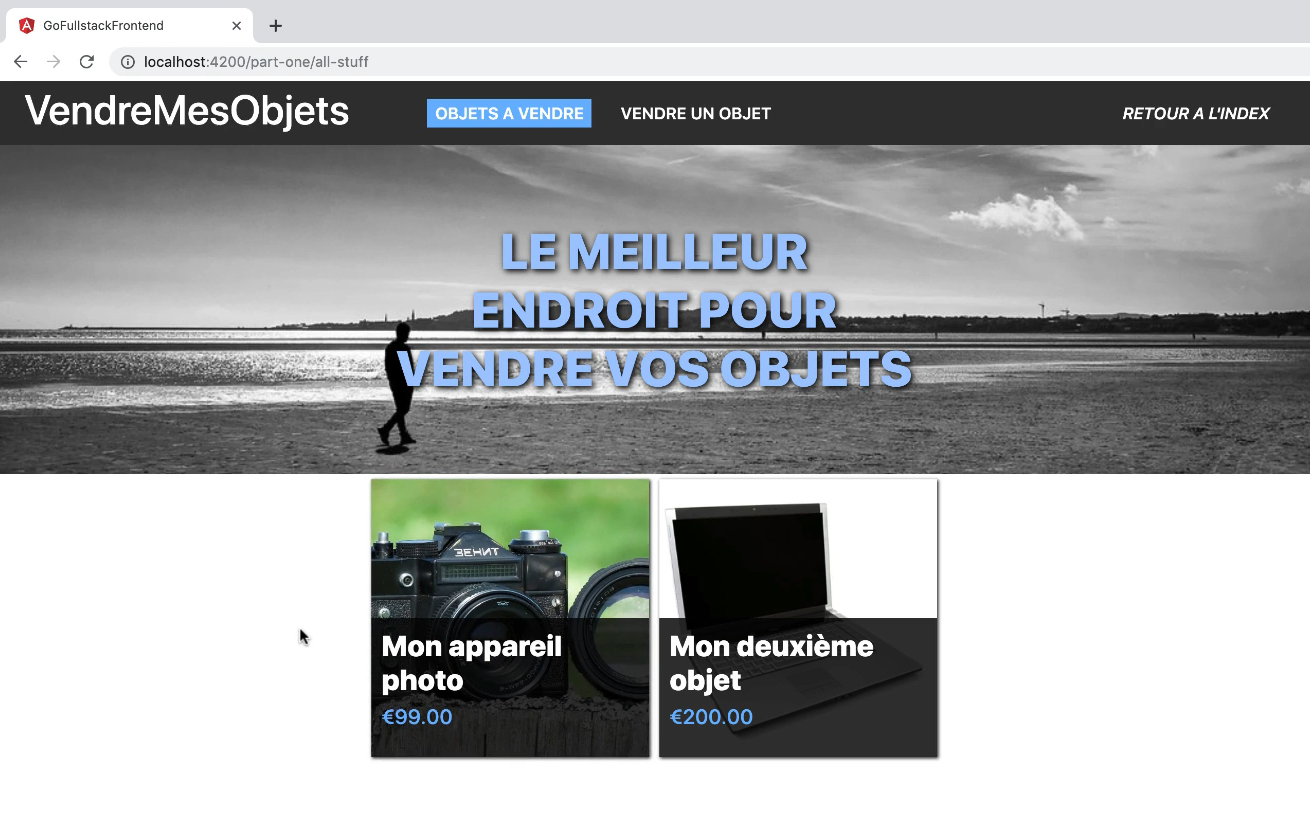 GoFullstackFrontend
localhost:4200/part-one/all-stuff
VendreMesObjets
OBJETS A VENDRE
VENDRE UN OBJET
RETOUR A L'INDEX
LE MEILLEUR
ENDROIT POUR
VENDRE VOS OBJETS
ЗЕНИТ
Mon appareil
photo
€99.00
Mon deuxième
objet
€200.00